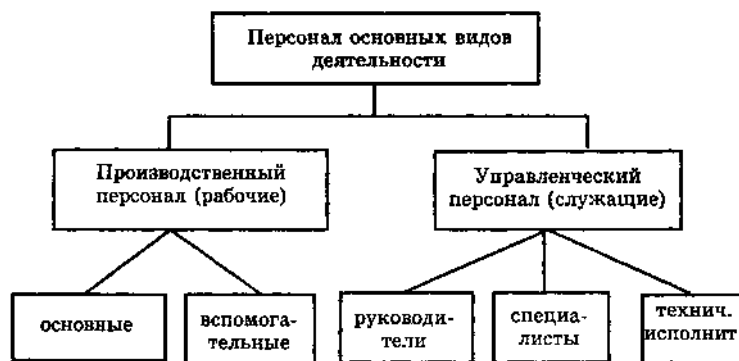 Персонал основных видов
деятельности
Производственный
персонал (рабочие)
Управленческий
персонал (служащие)
основные
вспомога-
тельные
руководи-
тели
специа-
листы
технич.
исполнит